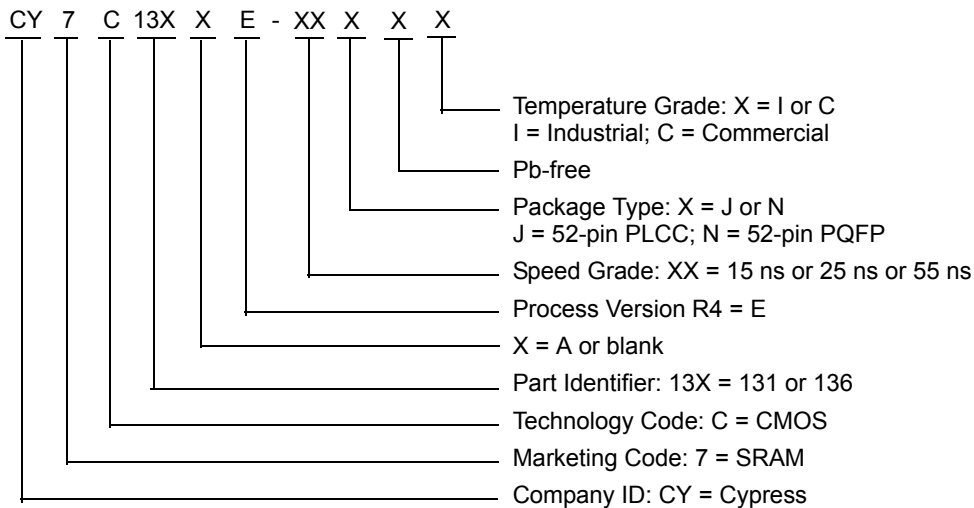 CY 7 C 13X X E - XX X X X
Temperature Grade: X = I or C
I = Industrial; C = Commercial
Pb-free
Package Type: X = J or N
J = 52-pin PLCC; N = 52-pin PQFP
Speed Grade: XX = 15 ns or 25 ns or 55 ns
Process Version R4 = E
X = A or blank
Part Identifier: 13X = 131 or 136
Technology Code: C = CMOS
Marketing Code: 7 = SRAM
Company ID: CY = Cypress